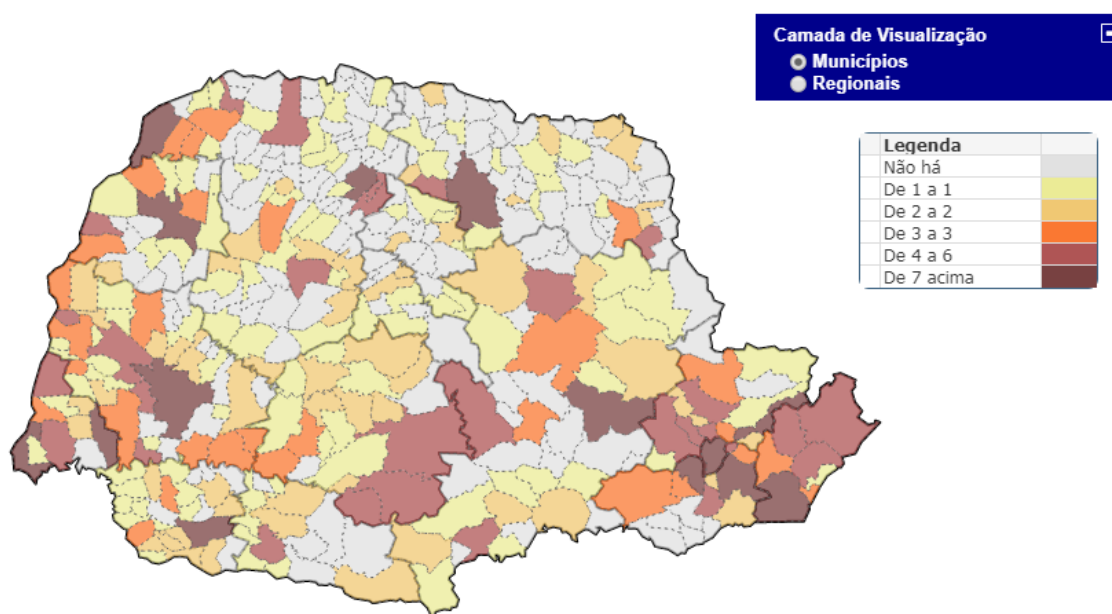 Camada de Visualização
Municípios
Regionais
Legenda
Não há
De 1 a 1
De 2 a 2
De 3 a 3
De 4 a 6
De 7 acima